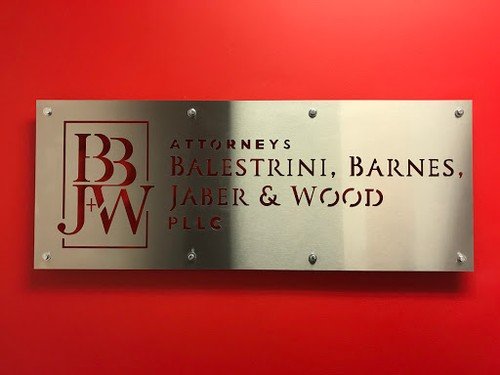 BB
J+W
ATTORNEYS
BALESTRINI, BARNES,
JABER & WOOD
PLLC